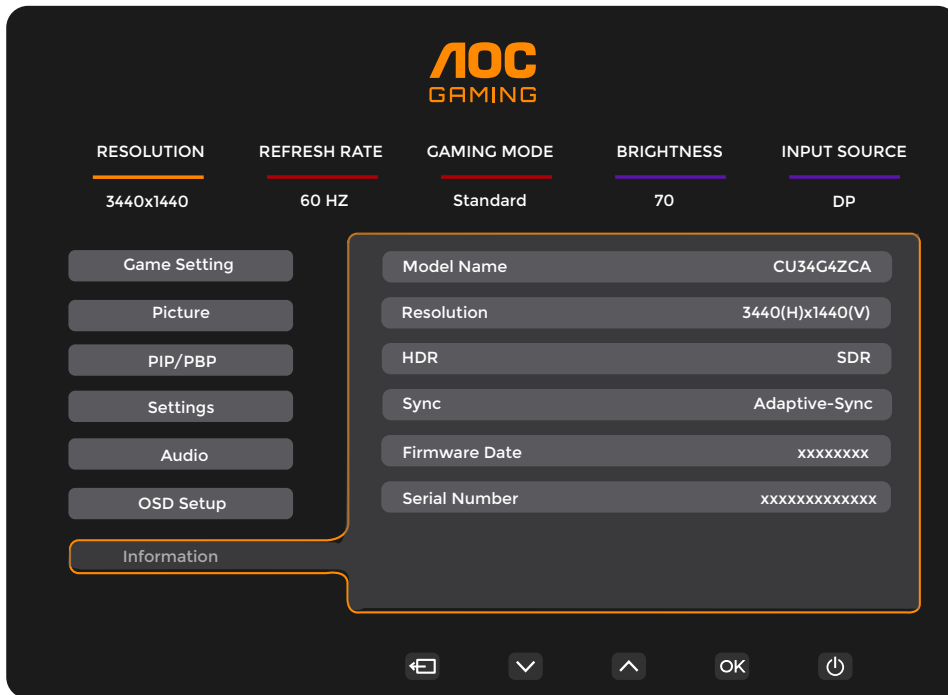 AOC
GAMING
RESOLUTION REFRESH RATE GAMING MODE BRIGHTNESS INPUT SOURCE
3440x1440 60 HZ Standard 70 DP
Game Setting
Picture
PIP/PBP
Settings
Audio
OSD Setup
Information
Model Name CU34G4ZCA
Resolution 3440(H)x1440(V)
HDR SDR
Sync Adaptive-Sync
Firmware Date xxxxxxxx
Serial Number xxxxxxxxxxxxx
OK